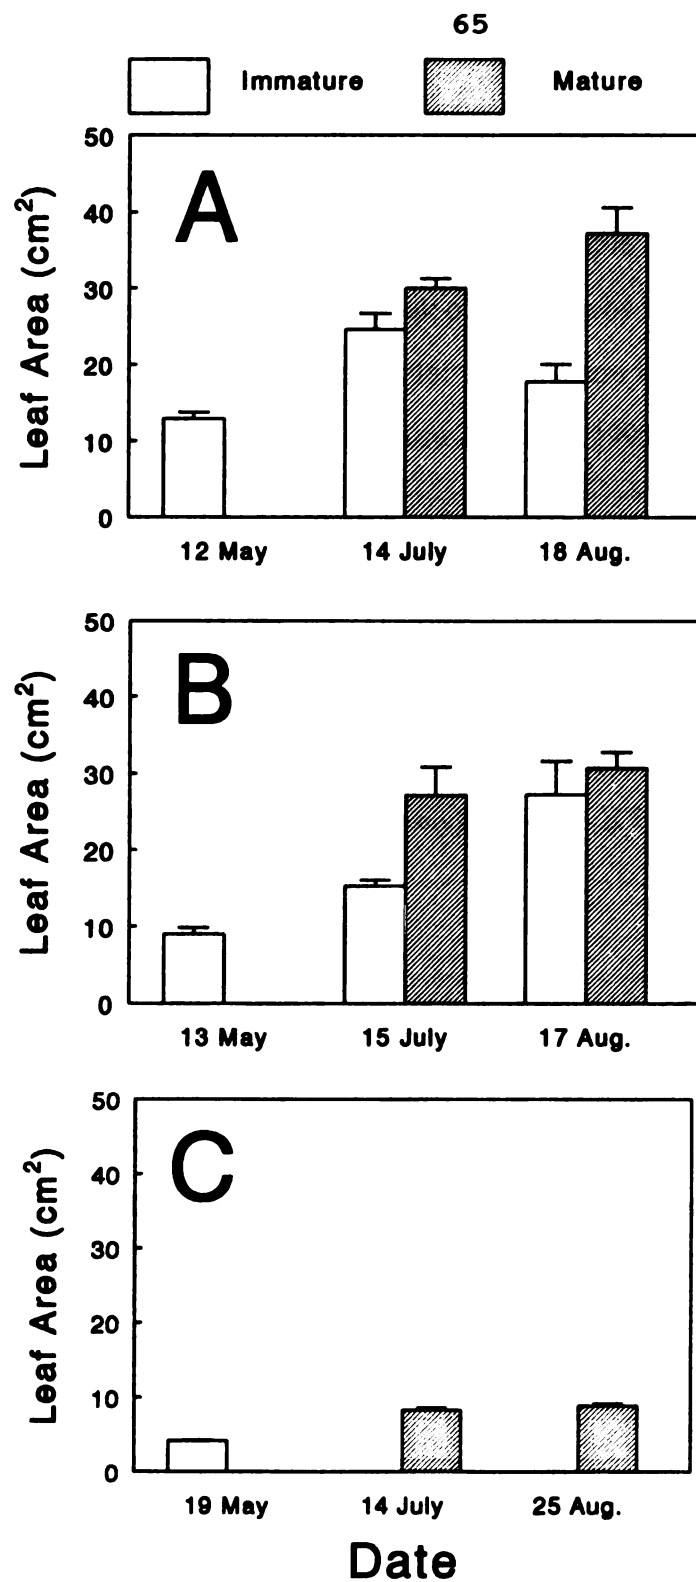 65
Immature Mature
50
A
40
30
20
10
0
Leaf Area (cm²)
12 May 14 July 18 Aug.
50
B
40
30
20
10
0
Leaf Area (cm²)
13 May 15 July 17 Aug.
50
C
40
30
20
10
0
Leaf Area (cm²)
19 May 14 July 25 Aug.
Date